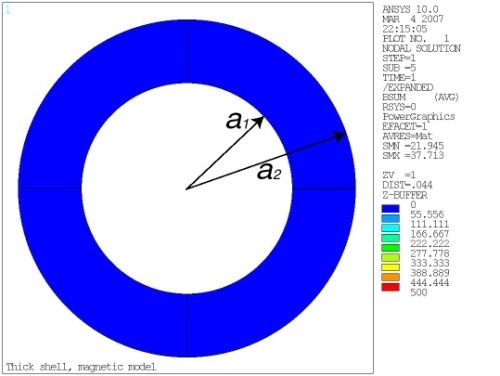 1
ANSYS 10.0
MAR 4 2007
22:15:05
PLOT NO. 1
NODAL SOLUTION
STEP=1
SUB =5
TIME=1
/EXPANDED
BSUM (AVG)
RSYS=0
PowerGraphics
EFACET=1
AVRES=Mat
SMN =21.945
SMX =37.713
ZV =1
DIST=.044
Z-BUFFER
0
55.556
111.111
166.667
222.222
277.778
333.333
388.889
444.444
500
a1
a2
Thick shell, magnetic model